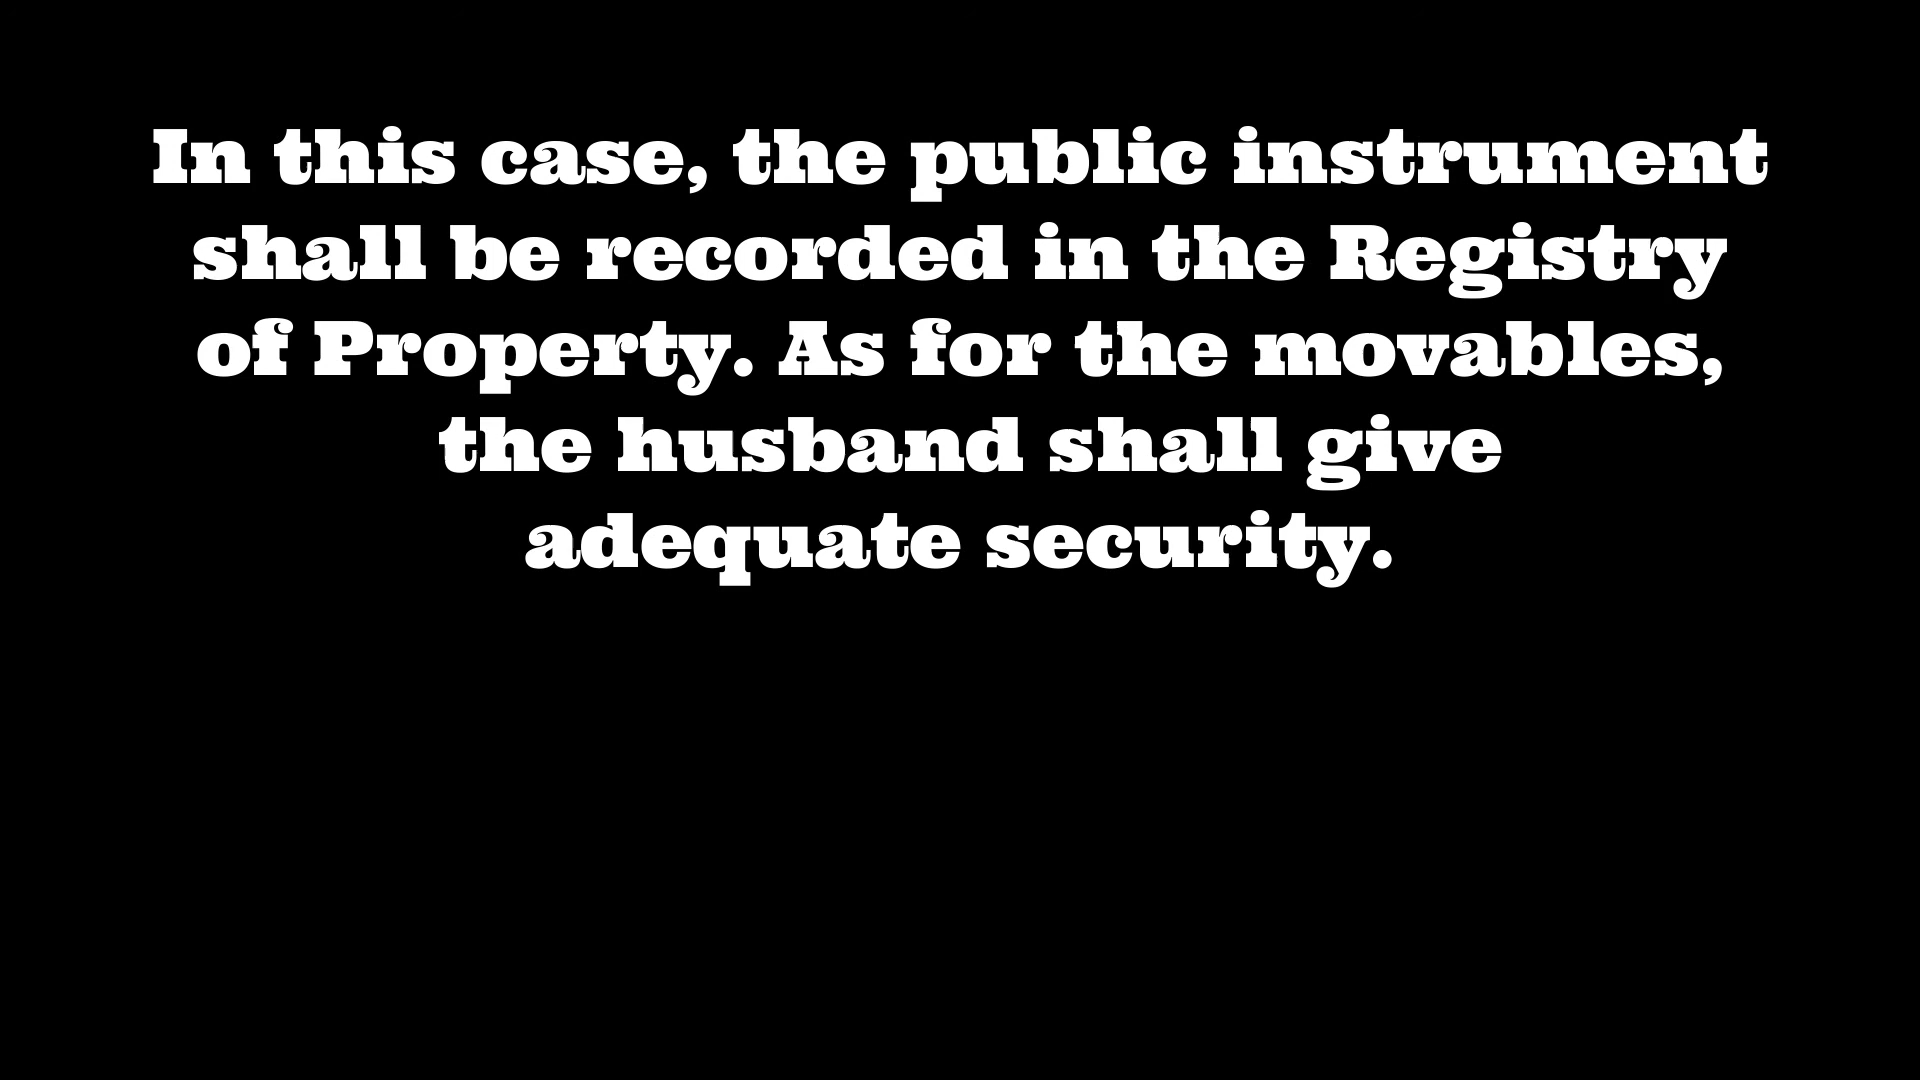 In this case, the public instrument
shall be recorded in the Registry
of Property. As for the movables,
the husband shall give
adequate security.